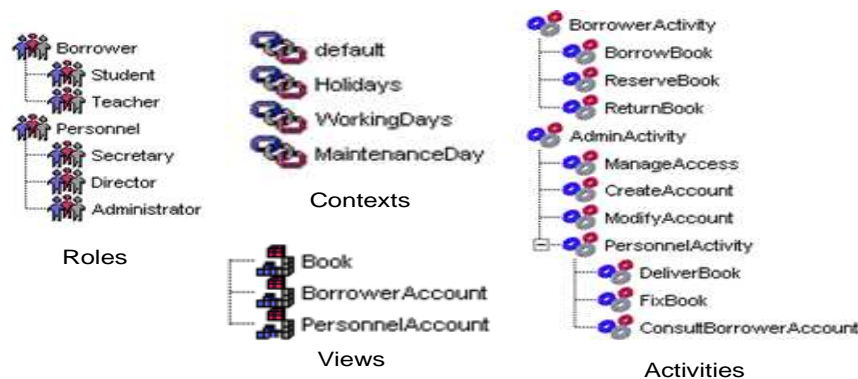 Borrower
Student
Teacher
Personnel
Secretary
Director
Administrator
Roles
default
Holidays
WorkingDays
MaintenanceDay
Contexts
Book
BorrowerAccount
PersonnelAccount
Views
BorrowerActivity
BorrowBook
ReserveBook
ReturnBook
AdminActivity
ManageAccess
CreateAccount
ModifyAccount
PersonnelActivity
DeliverBook
FixBook
ConsultBorrowerAccount
Activities